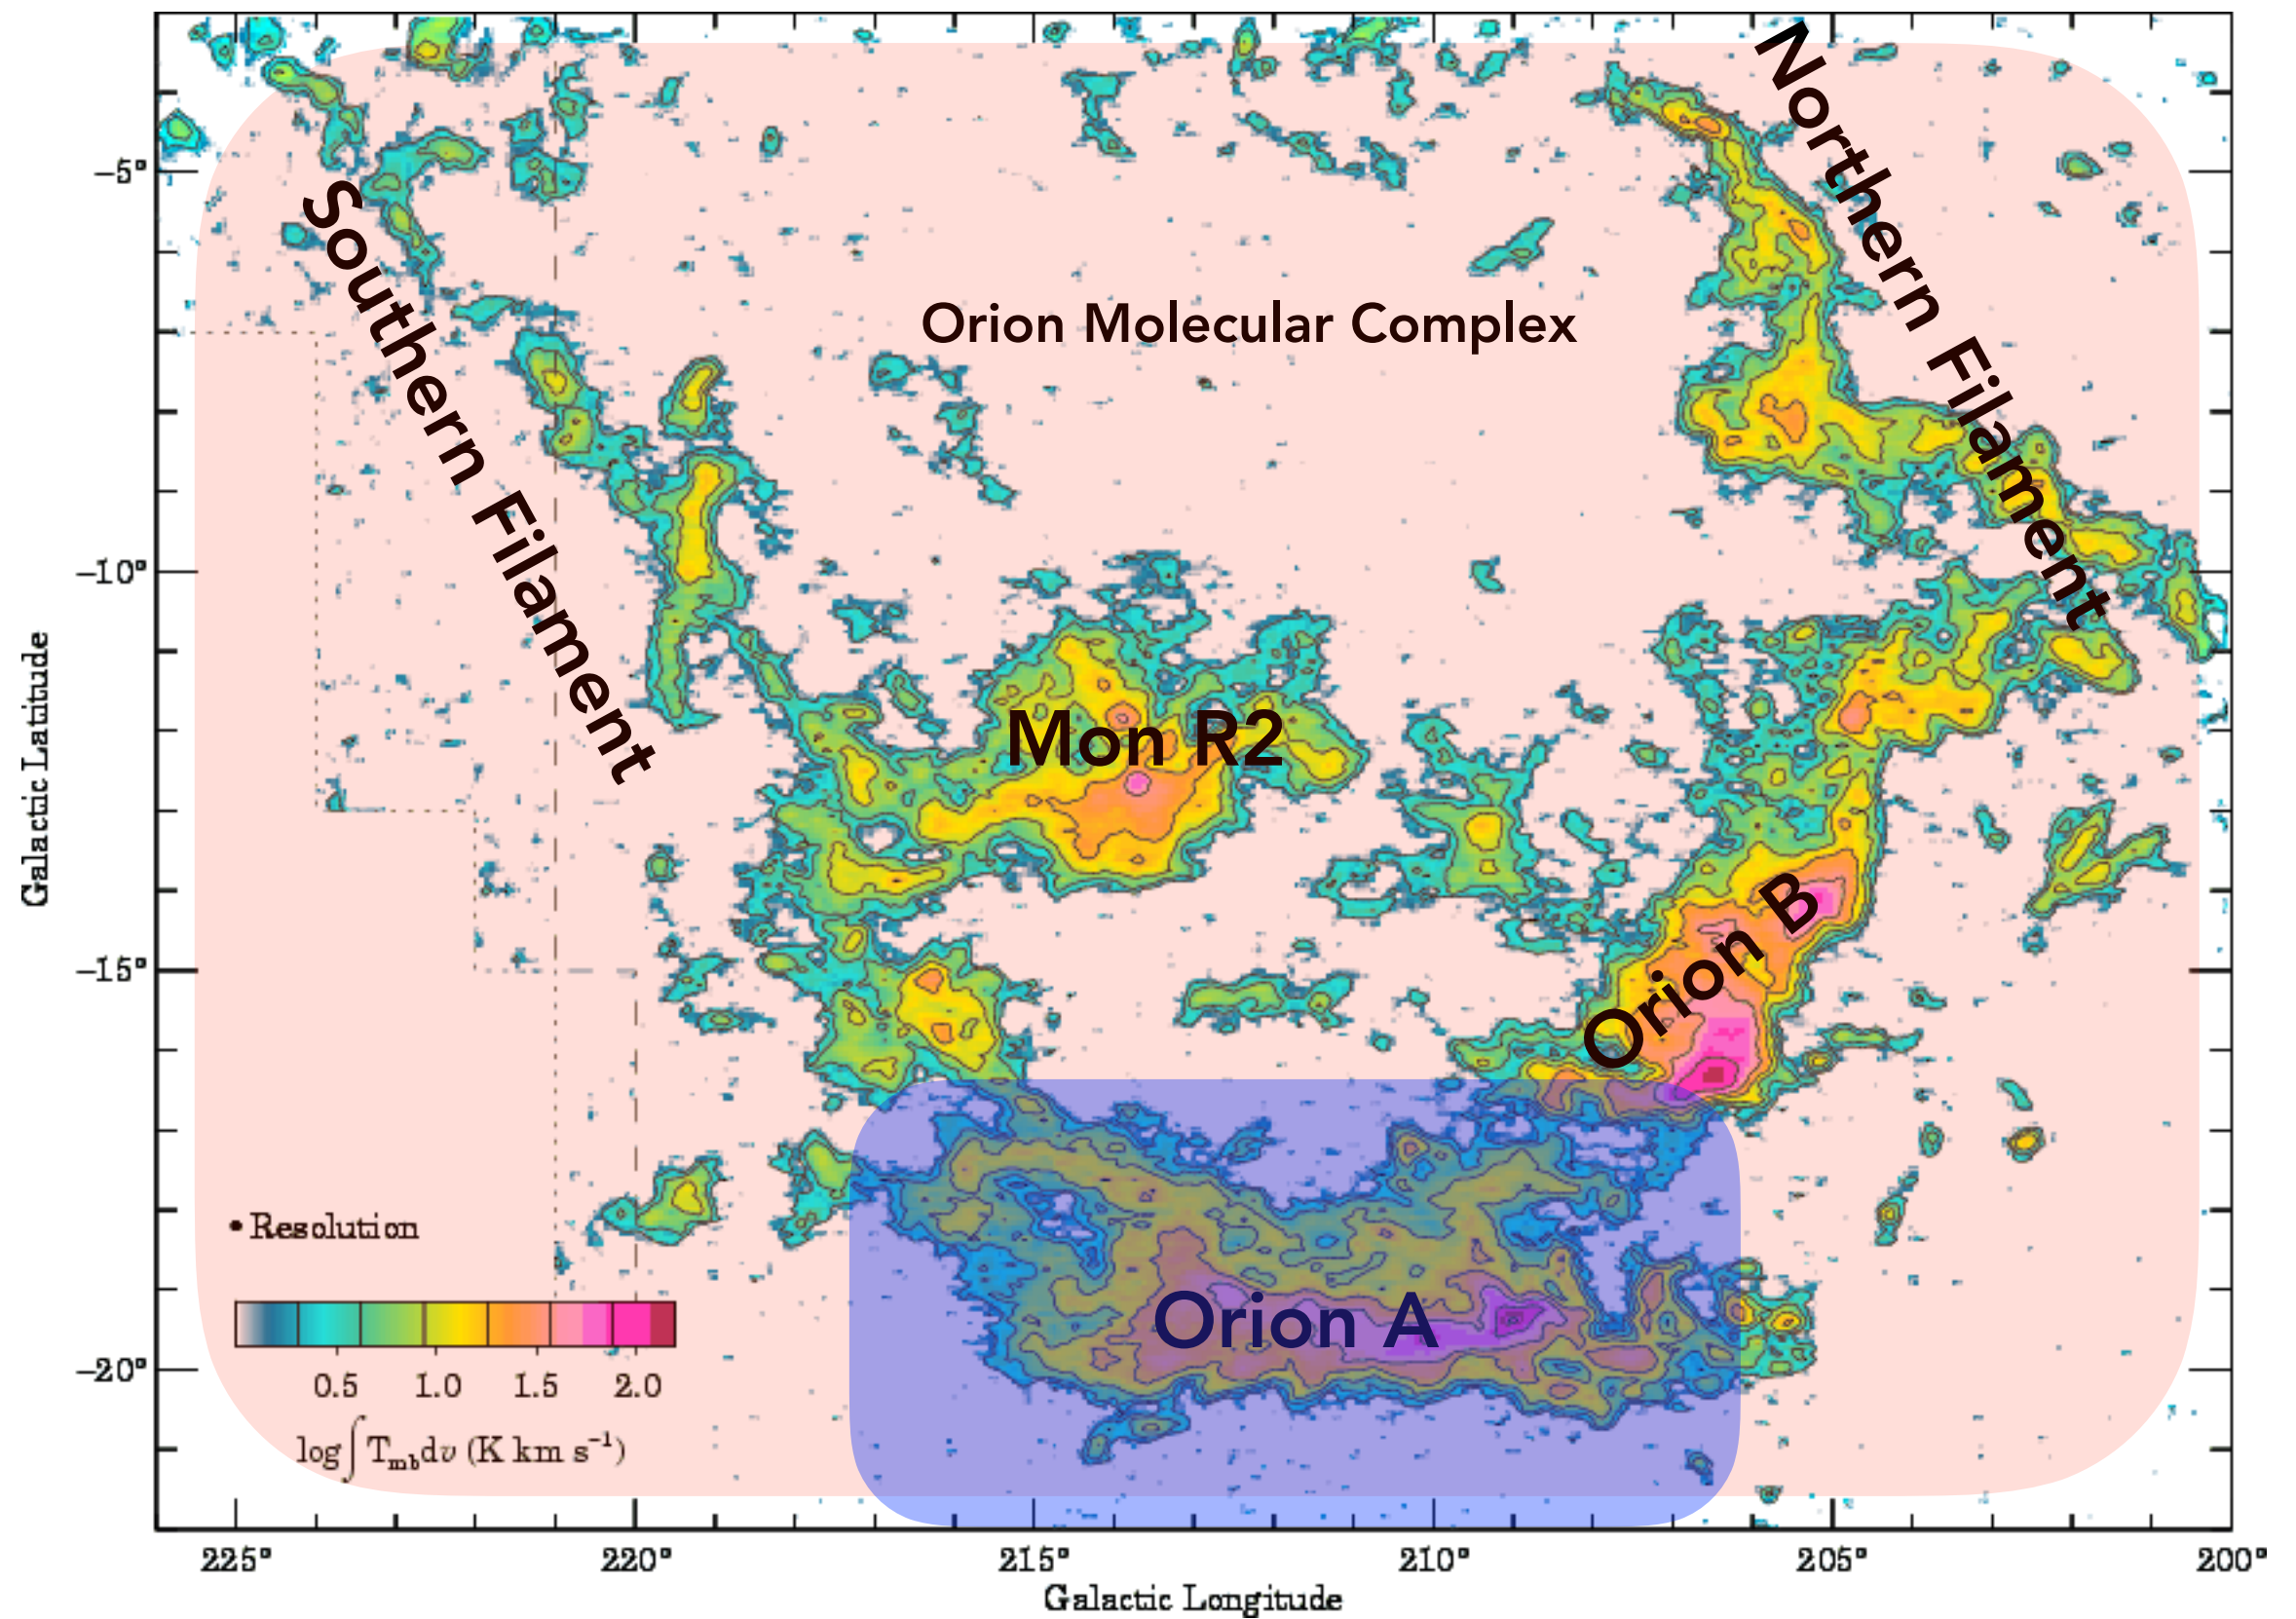 Northern Filament
Southern Filament
Orion Molecular Complex
Mon R2
Orion B
Orion A
−5°
−10°
−15°
−20°
Galactic Latitude
Resolution
0.5 1.0 1.5 2.0
log∫T_mb dv (K km s⁻¹)
225° 220° 215° 210° 205° 200°
Galactic Longitude